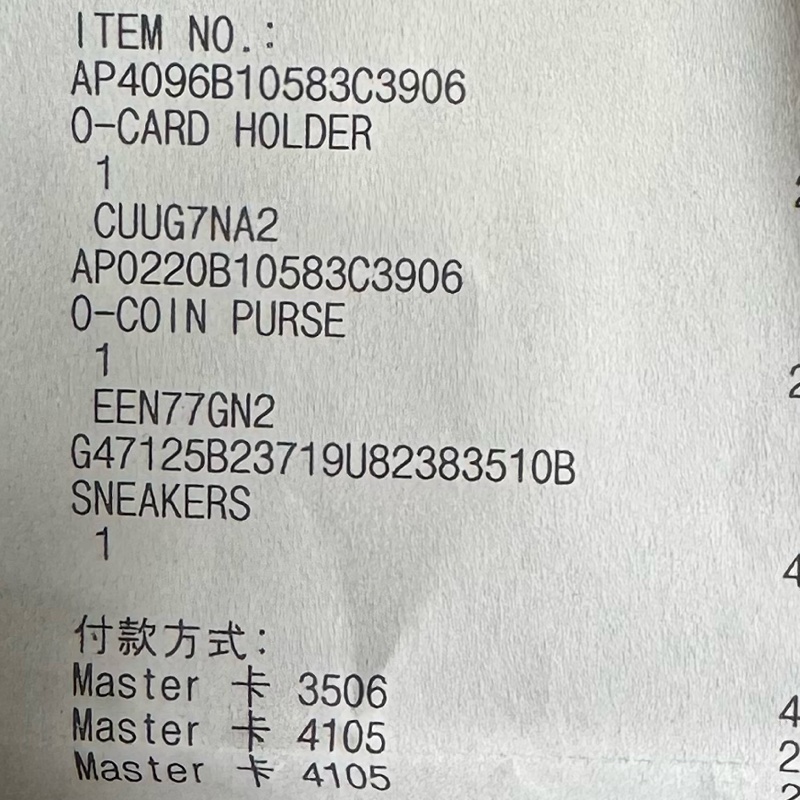 ITEM NO.:
AP4096B10583C3906
O-CARD HOLDER
1
CUUG7NA2
AP0220B10583C3906
O-COIN PURSE
1
EEN77GN2
G47125B23719U82383510B
SNEAKERS
1
付款方式:
Master 卡 3506
Master 卡 4105
Master 卡 4105